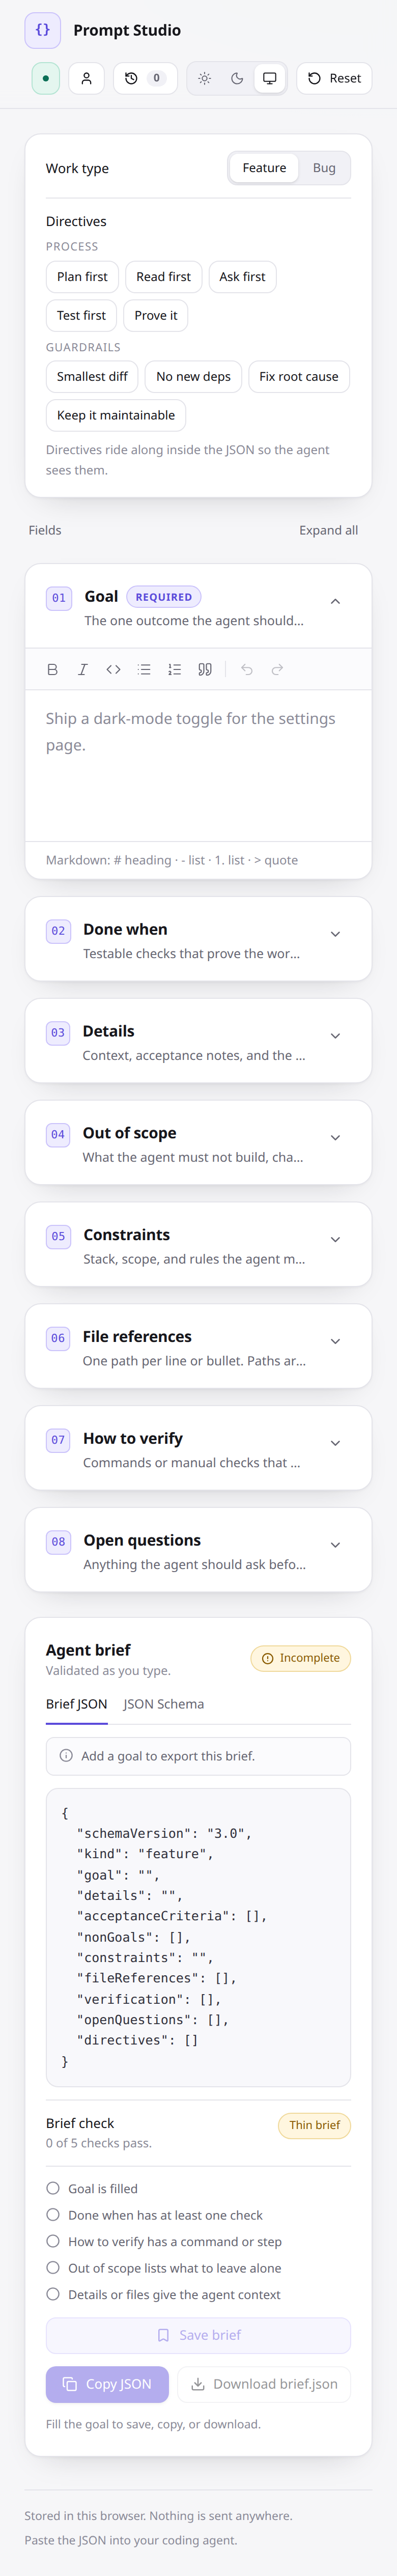 {} Prompt Studio
0
Reset
Work type
Feature
Bug
Directives
PROCESS
Plan first
Read first
Ask first
Test first
Prove it
GUARDRAILS
Smallest diff
No new deps
Fix root cause
Keep it maintainable
Directives ride along inside the JSON so the agent
sees them.
Fields
Expand all
01 Goal REQUIRED
The one outcome the agent should...
Ship a dark-mode toggle for the settings
page.
Markdown: # heading · - list · 1. list · > quote
02 Done when
Testable checks that prove the wor...
03 Details
Context, acceptance notes, and the ...
04 Out of scope
What the agent must not build, cha...
05 Constraints
Stack, scope, and rules the agent m...
06 File references
One path per line or bullet. Paths ar...
07 How to verify
Commands or manual checks that ...
08 Open questions
Anything the agent should ask befo...
Agent brief
Validated as you type.
Incomplete
Brief JSON
JSON Schema
Add a goal to export this brief.
{
"schemaVersion": "3.0",
"kind": "feature",
"goal": "",
"details": "",
"acceptanceCriteria": [],
"nonGoals": [],
"constraints": "",
"fileReferences": [],
"verification": [],
"openQuestions": [],
"directives": []
}
Brief check
0 of 5 checks pass.
Thin brief
Goal is filled
Done when has at least one check
How to verify has a command or step
Out of scope lists what to leave alone
Details or files give the agent context
Save brief
Copy JSON
Download brief.json
Fill the goal to save, copy, or download.
Stored in this browser. Nothing is sent anywhere.
Paste the JSON into your coding agent.